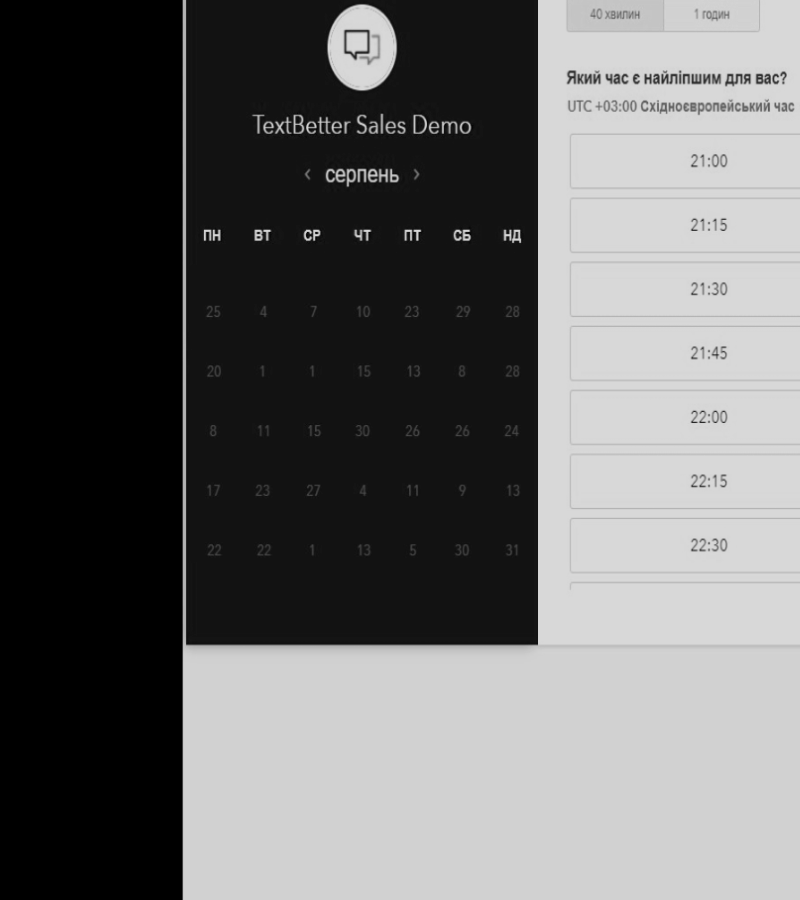 TextBetter Sales Demo
‹ серпень ›
ПН ВТ СР ЧТ ПТ СБ НД
25 4 7 10 23 29 28
20 1 1 15 13 8 28
8 11 15 30 26 26 24
17 23 27 4 11 9 13
22 22 1 13 5 30 31
40 хвилин 1 годин
Який час є найліпшим для вас?
UTC +03:00 Східноєвропейський час
21:00
21:15
21:30
21:45
22:00
22:15
22:30